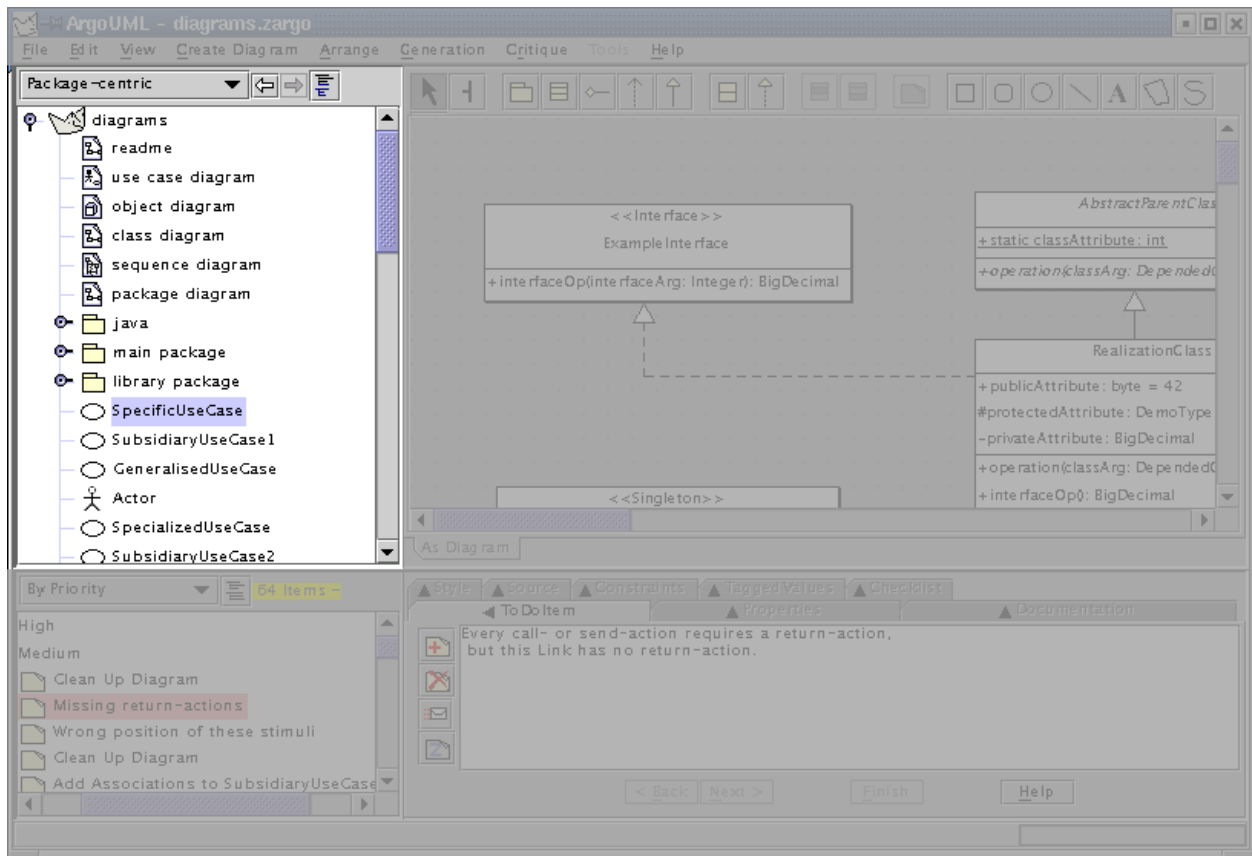 ArgoUML - diagrams.zargo
File Edit View Create Diagram Arrange Generation Critique Tools Help
Package-centric
diagrams
readme
use case diagram
object diagram
class diagram
sequence diagram
package diagram
java
main package
library package
SpecificUseCase
SubsidiaryUseCase1
GeneralisedUseCase
Actor
SpecializedUseCase
SubsidiaryUseCase2
A
<<Interface>>
ExampleInterface
+interfaceOp(interfaceArg: Integer): BigDecimal
AbstractParentClas
+static classAttribute: int
+operation(classArg: DependedC
RealizationClass
+publicAttribute: byte = 42
#protectedAttribute: DemoType
-privateAttribute: BigDecimal
+operation(classArg: DependedC
+interfaceOp(): BigDecimal
<<Singleton>>
As Diagram
By Priority
64 Items -
High
Medium
Clean Up Diagram
Missing return-actions
Wrong position of these stimuli
Clean Up Diagram
Add Associations to SubsidiaryUseCase
Style Source Constraints Tagged Values Checklist
ToDoItem Properties Documentation
Every call- or send-action requires a return-action,
but this Link has no return-action.
< Back Next > Finish Help